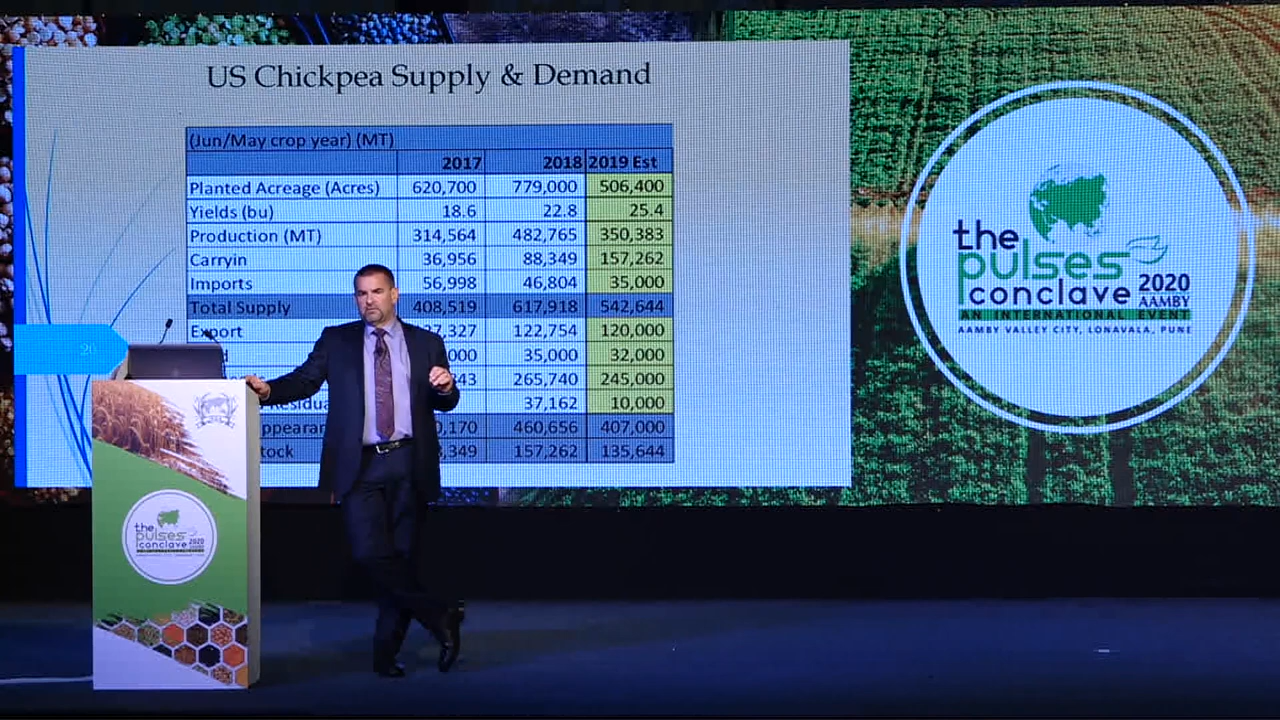 US Chickpea Supply & Demand
(Jun/May crop year) (MT)
2017 2018 2019 Est
Planted Acreage (Acres) 620,700 779,000 506,400
Yields (bu) 18.6 22.8 25.4
Production (MT) 314,564 482,765 350,383
Carryin 36,956 88,349 157,262
Imports 56,998 46,804 35,000
Total Supply 408,519 617,918 542,644
Export 122,754 120,000
35,000 32,000
265,740 245,000
37,162 10,000
460,656 407,000
157,262 135,644
26
the
pulses
conclave 2020
AAMBY
AN INTERNATIONAL EVENT
AAMBY VALLEY CITY, LONAVALA, PUNE
the
pulses
conclave 2020